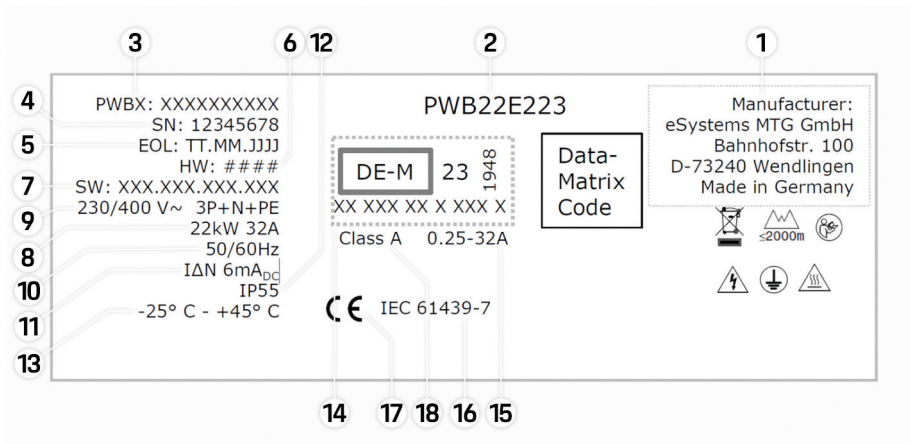 3
6
12
2
1
4
5
7
9
8
10
11
13
PWBX: XXXXXXXXXX
SN: 12345678
EOL: TT.MM.JJJJ
HW: ####
SW: XXX.XXX.XXX.XXX
230/400 V~ 3P+N+PE
22kW 32A
50/60Hz
IΔN 6mADC
IP55
-25° C - +45° C
PWB22E223
DE-M 23 1948
XX XXX XX X XXX X
Class A 0.25-32A
CE IEC 61439-7
Data-
Matrix
Code
Manufacturer:
eSystems MTG GmbH
Bahnhofstr. 100
D-73240 Wendlingen
Made in Germany
≤2000m
14
17
18
16
15